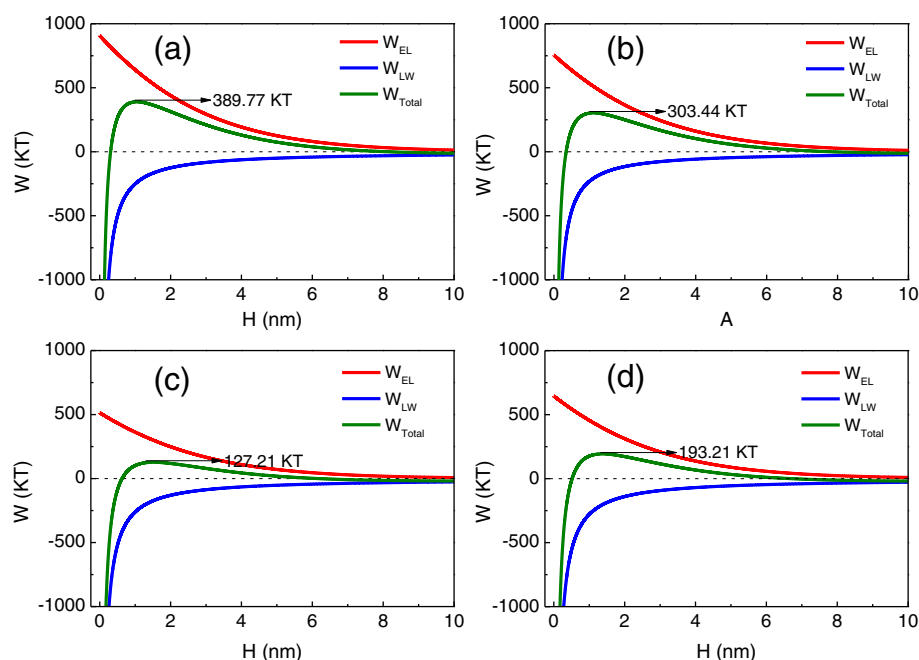 1000
500
0
-500
-1000
W (KT)
(a)
W_EL
W_LW
W_Total
389.77 KT
0 2 4 6 8 10
H (nm)
1000
500
0
-500
-1000
W (KT)
(b)
W_EL
W_LW
W_Total
303.44 KT
0 2 4 6 8 10
A
1000
500
0
-500
-1000
W (KT)
(c)
W_EL
W_LW
W_Total
127.21 KT
0 2 4 6 8 10
H (nm)
1000
500
0
-500
-1000
W (KT)
(d)
W_EL
W_LW
W_Total
193.21 KT
0 2 4 6 8 10
H (nm)